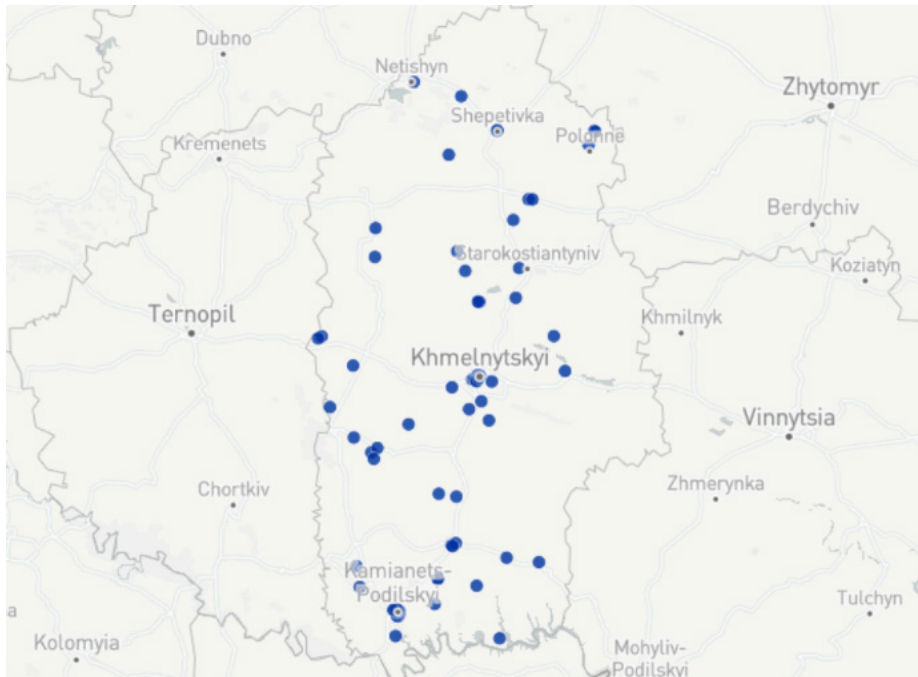 Dubno
Netishyn
Zhytomyr
Shepetivka
Kremenets
Polonne
Berdychiv
Starokostiantyniv
Koziatyn
Ternopil
Khmilnyk
Khmelnytskyi
Vinnytsia
Chortkiv
Zhmerynka
Kamianets-
Podilskyi
Tulchyn
Kolomyia
Mohyliv-
Podilskyi
a